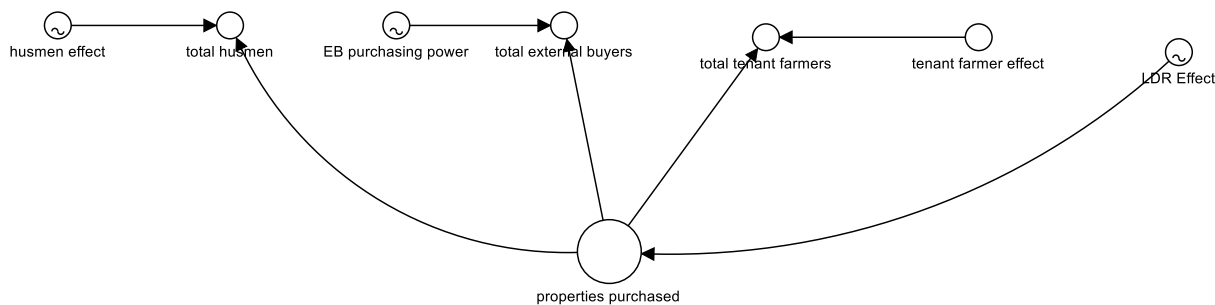 husmen effect
total husmen
EB purchasing power
total external buyers
total tenant farmers
tenant farmer effect
LDR Effect
properties purchased